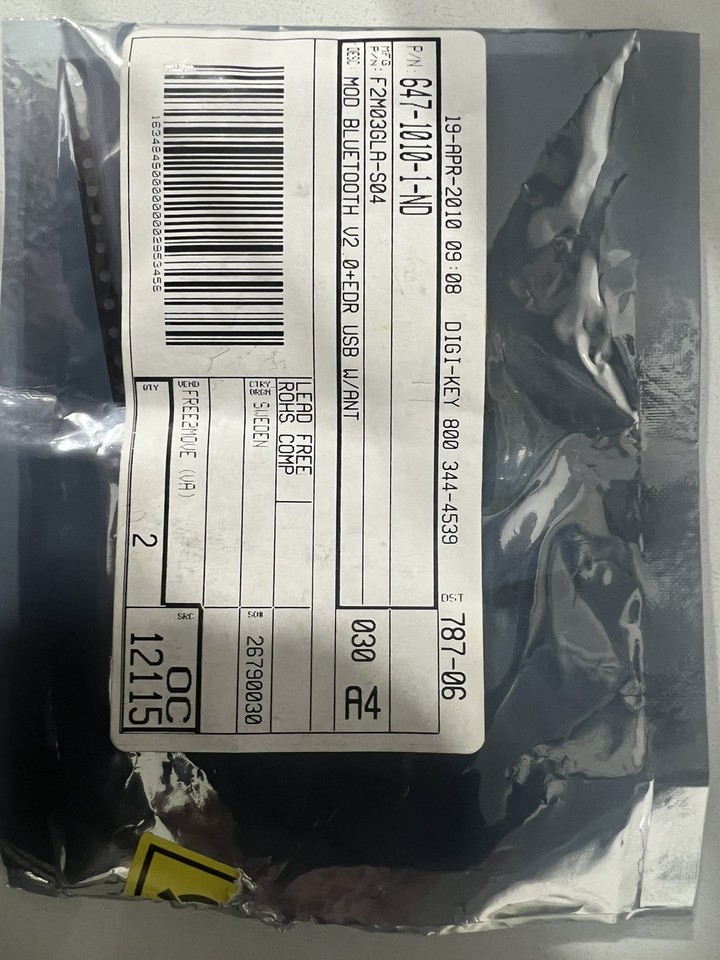 19-APR-2010 09:08 DIGI-KEY 800 344-4539 DST 787-06
P/N: 647-1010-1-ND
MFG P/N: F2M03GLA-S04
DESC: MOD BLUETOOTH V2.0+EDR USB W/ANT
030 A4
LEAD FREE
ROHS COMP
CTRY ORGN SWEDEN
SO# 26790030
VEND FREE2MOVE (VA)
QTY 2
SRC OC
12115